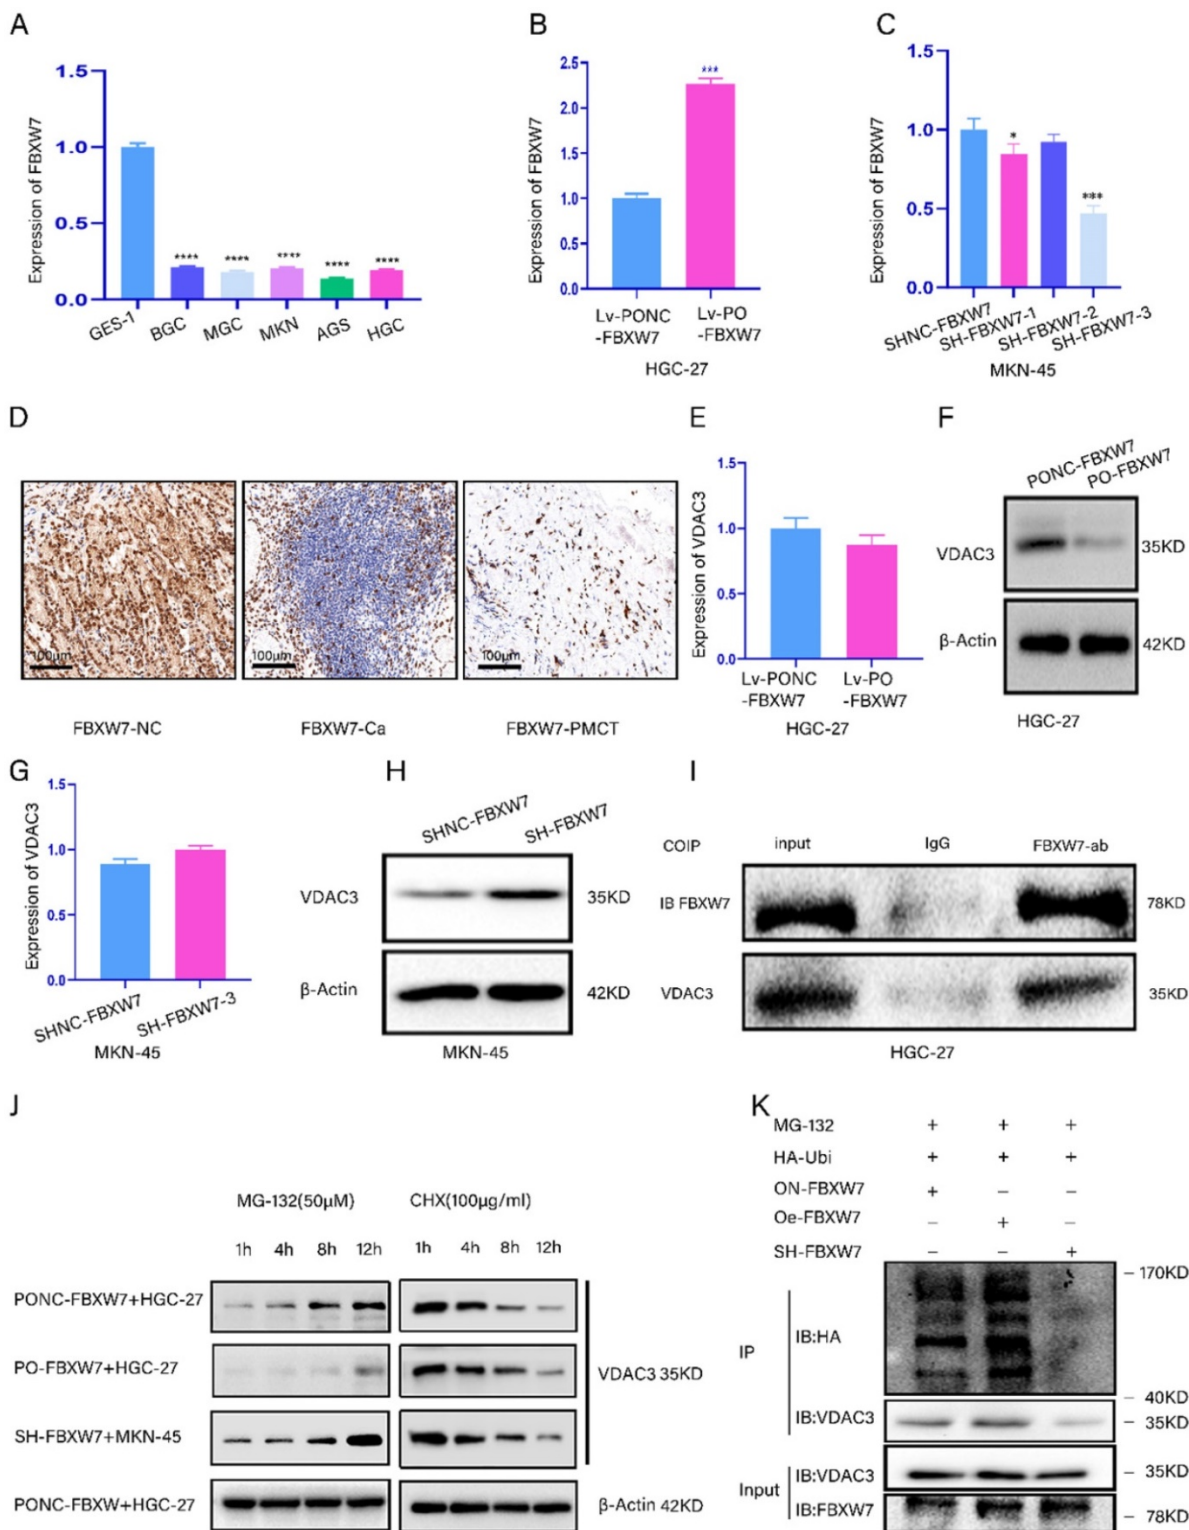 A
B
C
Expression of FBXW7
1.5
1.0
0.5
0.0
****
****
****
****
****
GES-1
BGC
MGC
MKN
AGS
HGC
Expression of FBXW7
2.5
2.0
1.5
1.0
0.5
0.0
***
Lv-PONC
-FBXW7
Lv-PO
-FBXW7
HGC-27
Expression of FBXW7
1.5
1.0
0.5
0.0
*
***
SHNC-FBXW7
SH-FBXW7-1
SH-FBXW7-2
SH-FBXW7-3
MKN-45
D
100μm
100μm
100μm
FBXW7-NC
FBXW7-Ca
FBXW7-PMCT
E
Expression of VDAC3
1.5
1.0
0.5
0.0
Lv-PONC
-FBXW7
Lv-PO
-FBXW7
HGC-27
F
PONC-FBXW7
PO-FBXW7
VDAC3
35KD
β-Actin
42KD
HGC-27
G
Expression of VDAC3
1.5
1.0
0.5
0.0
SHNC-FBXW7
SH-FBXW7-3
MKN-45
H
SHNC-FBXW7
SH-FBXW7
VDAC3
35KD
β-Actin
42KD
MKN-45
I
COIP
input
IgG
FBXW7-ab
IB FBXW7
78KD
VDAC3
35KD
HGC-27
J
MG-132(50μM)
CHX(100μg/ml)
1h 4h 8h 12h
1h 4h 8h 12h
PONC-FBXW7+HGC-27
PO-FBXW7+HGC-27
SH-FBXW7+MKN-45
PONC-FBXW+HGC-27
VDAC3 35KD
β-Actin 42KD
K
MG-132 + + +
HA-Ubi + + +
ON-FBXW7 + − −
Oe-FBXW7 − + −
SH-FBXW7 − − +
IP
IB:HA
− 170KD
− 40KD
IB:VDAC3
− 35KD
Input
IB:VDAC3
− 35KD
IB:FBXW7
− 78KD